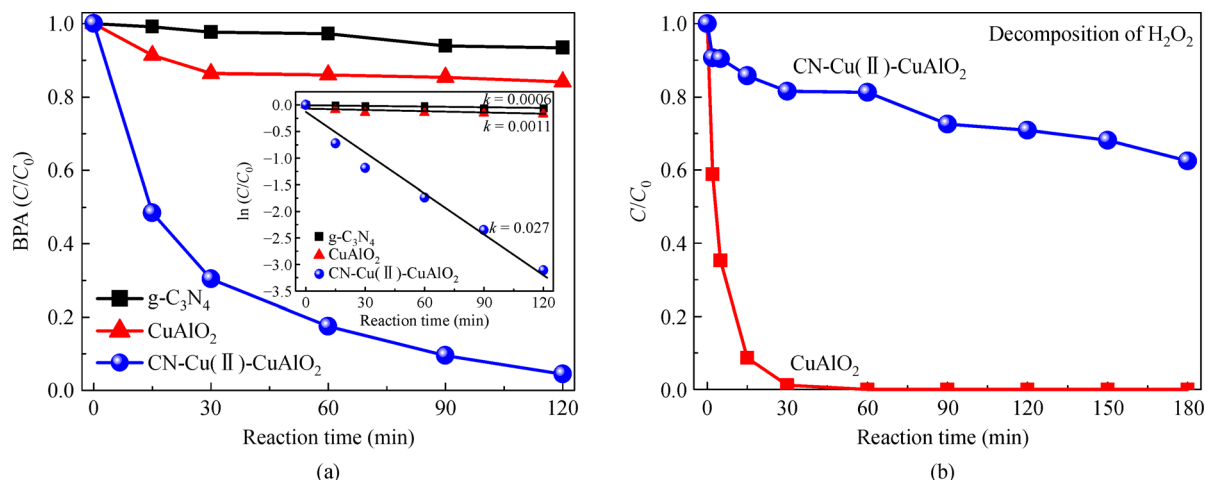 1.0
0.8
0.6
0.4
0.2
0.0
BPA (C/C₀)
0 30 60 90 120
Reaction time (min)
g-C₃N₄
CuAlO₂
CN-Cu(Ⅱ)-CuAlO₂
0.0
−0.5
−1.0
−1.5
−2.0
−2.5
−3.0
−3.5
ln (C/C₀)
k = 0.0006
k = 0.0011
k = 0.027
g-C₃N₄
CuAlO₂
CN-Cu(Ⅱ)-CuAlO₂
0 30 60 90 120
Reaction time (min)
(a)
1.0
0.8
0.6
0.4
0.2
0.0
C/C₀
Decomposition of H₂O₂
CN-Cu(Ⅱ)-CuAlO₂
CuAlO₂
0 30 60 90 120 150 180
Reaction time (min)
(b)